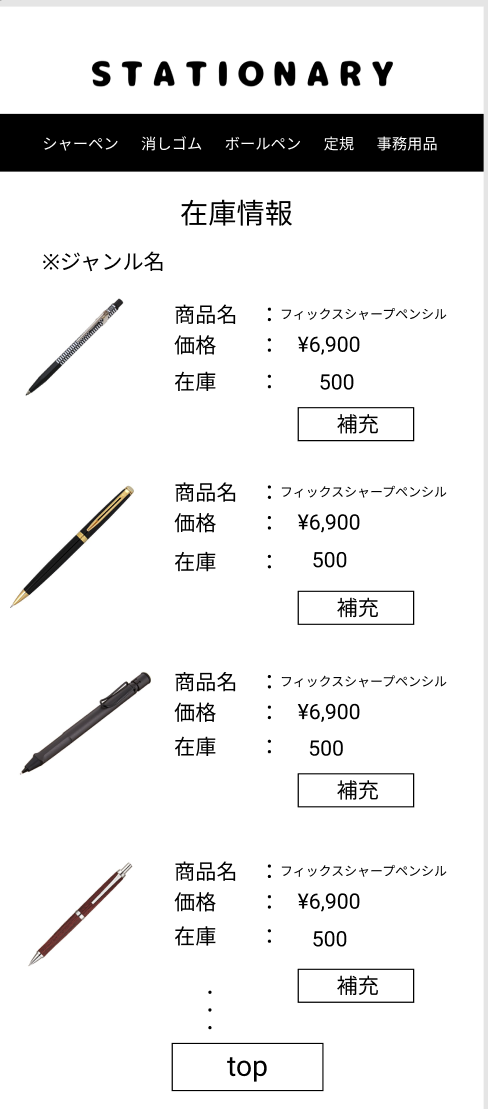 STATIONARY
シャーペン 消しゴム ボールペン 定規 事務用品
在庫情報
※ジャンル名
商品名 : フィックスシャープペンシル
価格 : ¥6,900
在庫 : 500
補充
商品名 : フィックスシャープペンシル
価格 : ¥6,900
在庫 : 500
補充
商品名 : フィックスシャープペンシル
価格 : ¥6,900
在庫 : 500
補充
商品名 : フィックスシャープペンシル
価格 : ¥6,900
在庫 : 500
補充
・
・
・
top